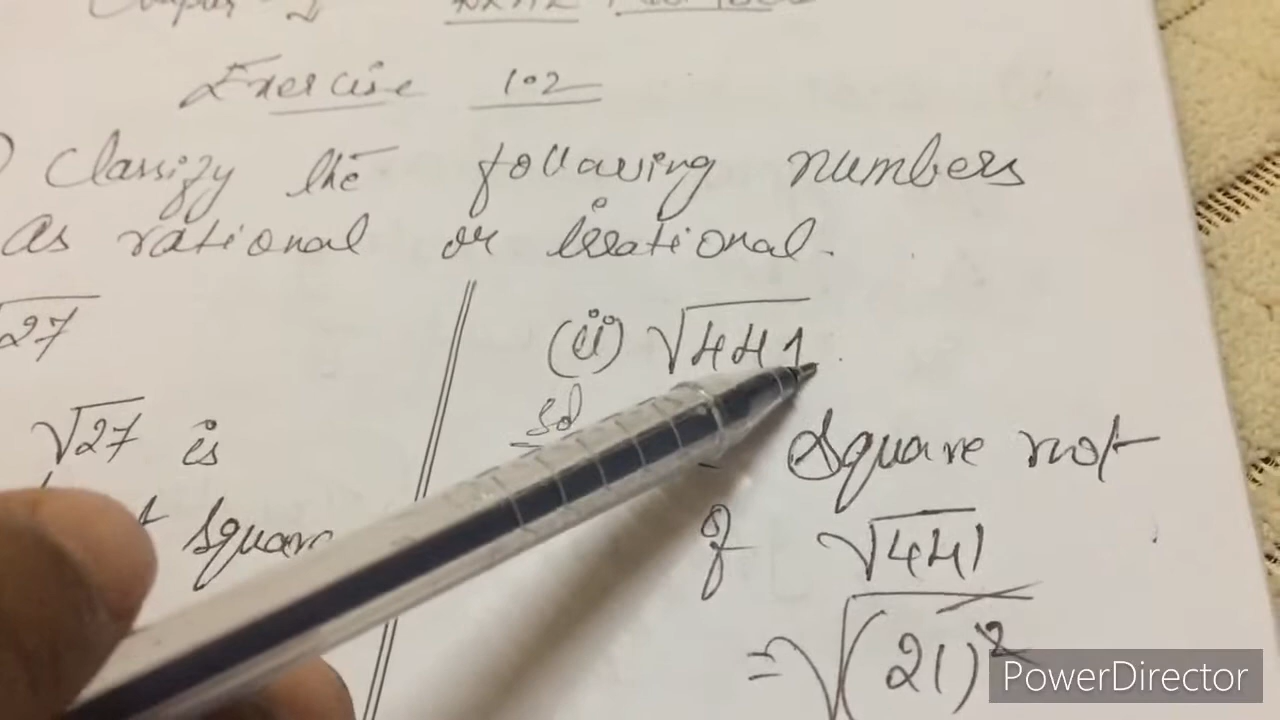 Exercise 1.2
Classify the following numbers
as rational or irrational.
√27
√27 is
square
(ii) √441
Sol
Square root
of √441
= √(21)²
PowerDirector